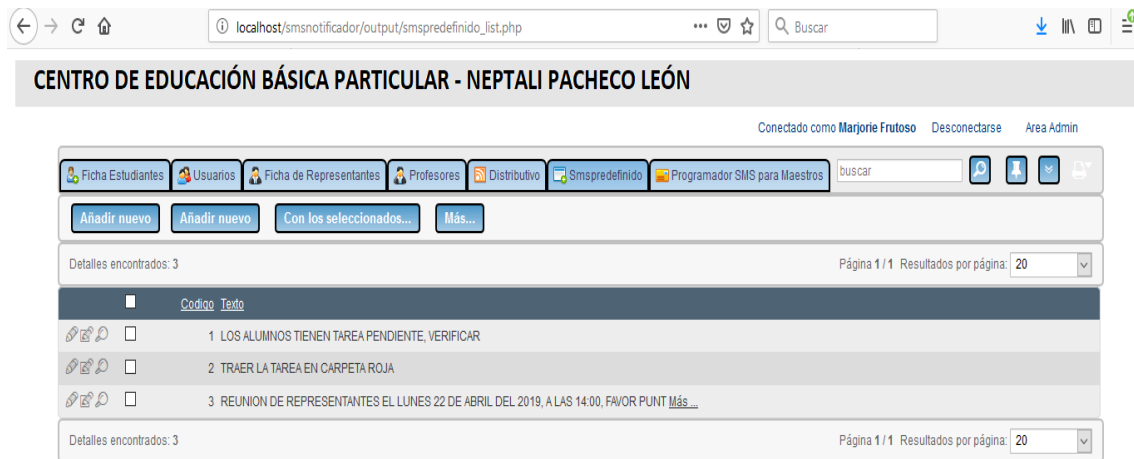 localhost/smsnotificador/output/smspredefinido_list.php
Buscar
CENTRO DE EDUCACIÓN BÁSICA PARTICULAR - NEPTALI PACHECO LEÓN
Conectado como Marjorie Frutoso Desconectarse Area Admin
Ficha Estudiantes Usuarios Ficha de Representantes Profesores Distributivo Smspredefinido Programador SMS para Maestros buscar
Añadir nuevo Añadir nuevo Con los seleccionados... Más...
Detalles encontrados: 3 Página 1 / 1 Resultados por página: 20
Codigo Texto
1 LOS ALUMNOS TIENEN TAREA PENDIENTE, VERIFICAR
2 TRAER LA TAREA EN CARPETA ROJA
3 REUNION DE REPRESENTANTES EL LUNES 22 DE ABRIL DEL 2019, A LAS 14:00, FAVOR PUNT Más ...
Detalles encontrados: 3 Página 1 / 1 Resultados por página: 20